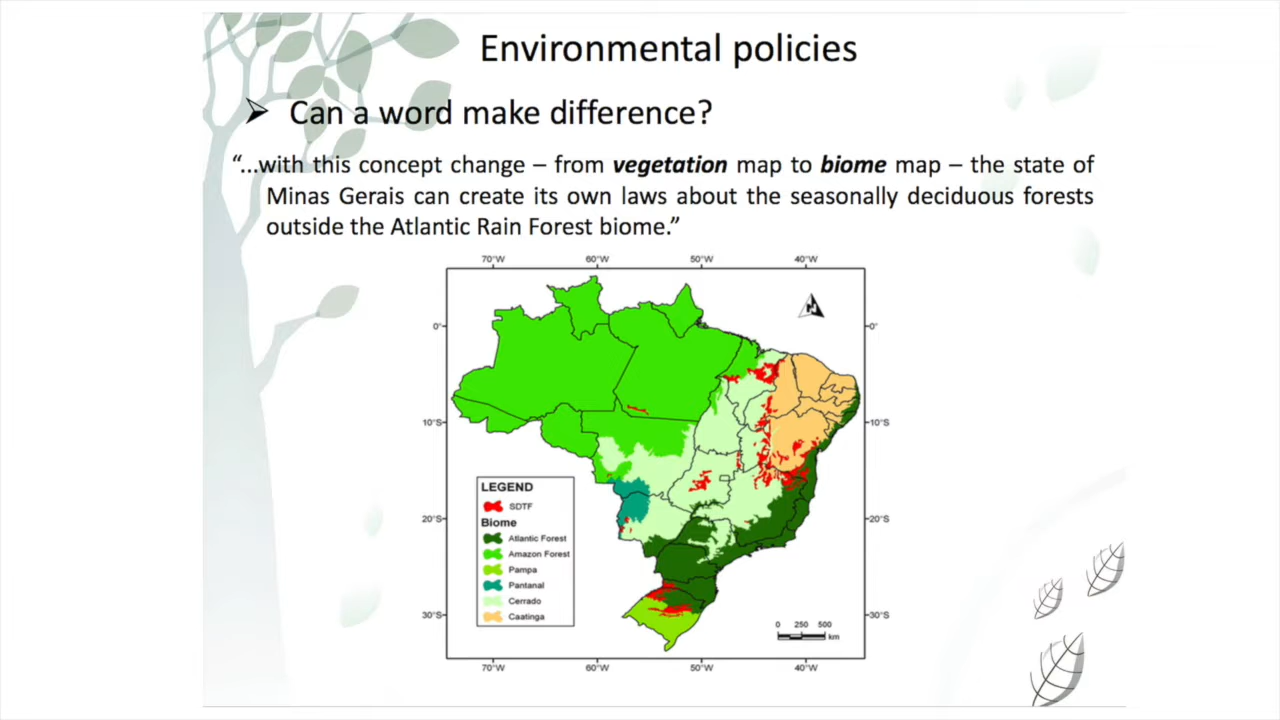 Environmental policies
Can a word make difference?
“...with this concept change – from vegetation map to biome map – the state of
Minas Gerais can create its own laws about the seasonally deciduous forests
outside the Atlantic Rain Forest biome.”
70°W 60°W 50°W 40°W
N
0° 0°
10°S 10°S
LEGEND
SDTF
Biome
20°S 20°S
Atlantic Forest
Amazon Forest
Pampa
Pantanal
Cerrado
30°S 30°S
Caatinga
0 250 500
km
70°W 60°W 50°W 40°W